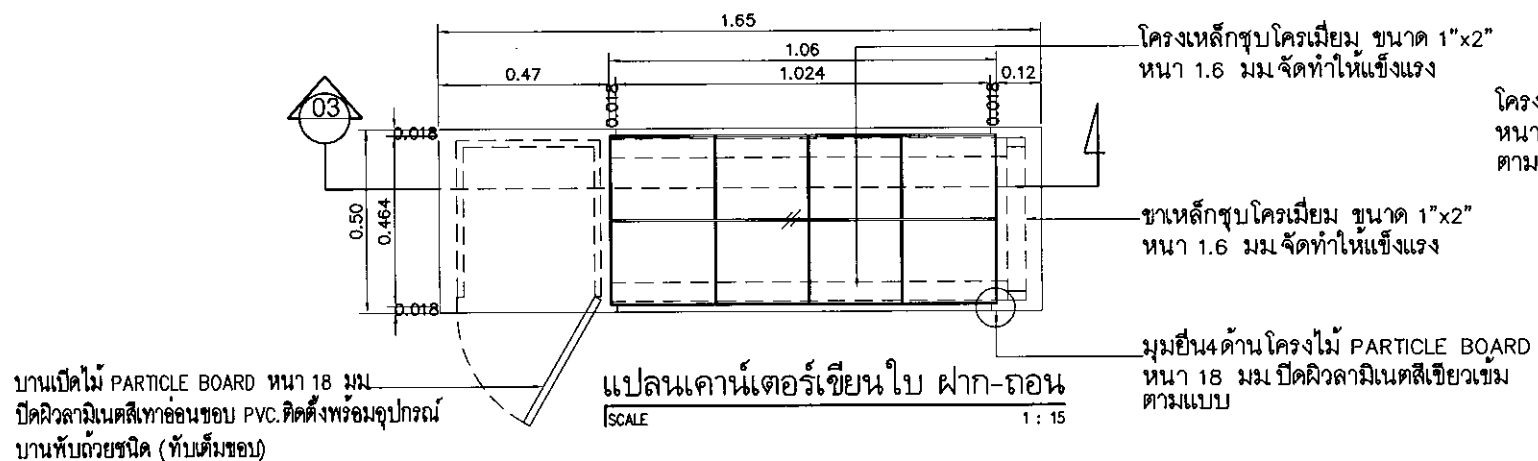 1.65
โครงเหล็กชุบโครเมี่ยม ขนาด 1"x2"
หนา 1.6 มม.จัดทำให้แข็งแรง
1.06
0.47
1.024
0.12
03
โครง
หนา
ตาม
0.018
0.50
0.464
0.018
ขาเหล็กชุบโครเมี่ยม ขนาด 1"x2"
หนา 1.6 มม.จัดทำให้แข็งแรง
มุมยื่น4ด้านโครงไม้ PARTICLE BOARD
หนา 18 มม.ปิดผิวลามิเนตสีเขียวเข้ม
ตามแบบ
บานเปิดไม้ PARTICLE BOARD หนา 18 มม.
ปิดผิวลามิเนตสีเทาอ่อนขอบ PVC.ติดตั้งพร้อมอุปกรณ์
บานพับถ้วยชนิด (ทับเต็มขอบ)
แปลนเคาน์เตอร์เขียนใบ ฝาก-ถอน
SCALE 1 : 15